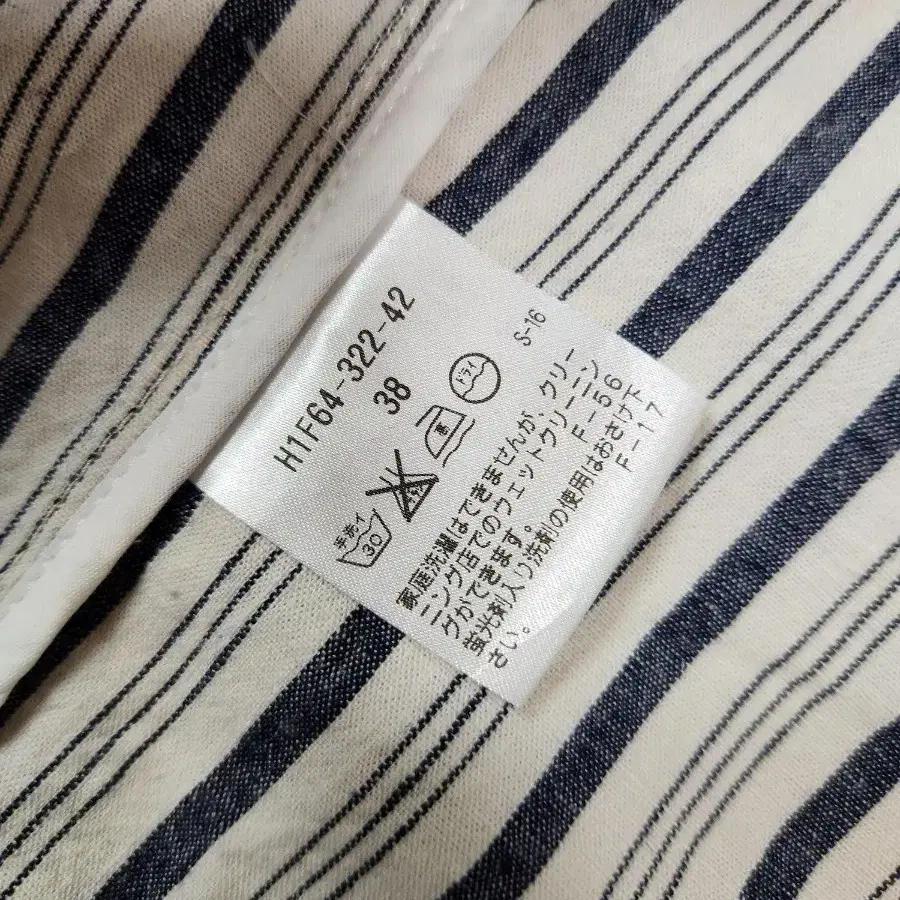 H1F64-322-42
38
S-16
手洗イ
30
ドライ
家庭洗濯はできませんが、クリー
ニング店でのウェットクリーニン
グができます。 F-56
蛍光剤入り洗剤の使用はおさけ下
さい。 F-17